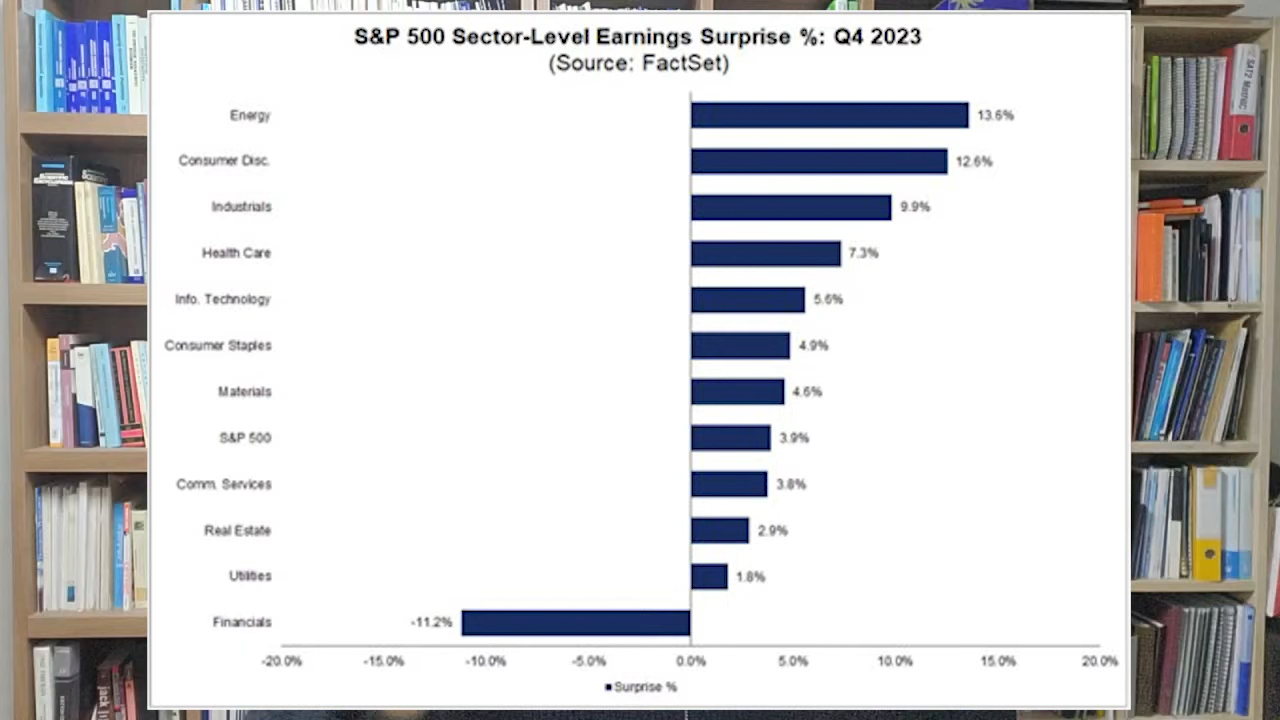 S&P 500 Sector-Level Earnings Surprise %: Q4 2023
(Source: FactSet)
Energy 13.6%
Consumer Disc. 12.6%
Industrials 9.9%
Health Care 7.3%
Info. Technology 5.6%
Consumer Staples 4.9%
Materials 4.6%
S&P 500 3.9%
Comm. Services 3.8%
Real Estate 2.9%
Utilities 1.8%
Financials -11.2%
-20.0% -15.0% -10.0% -5.0% 0.0% 5.0% 10.0% 15.0% 20.0%
Surprise %